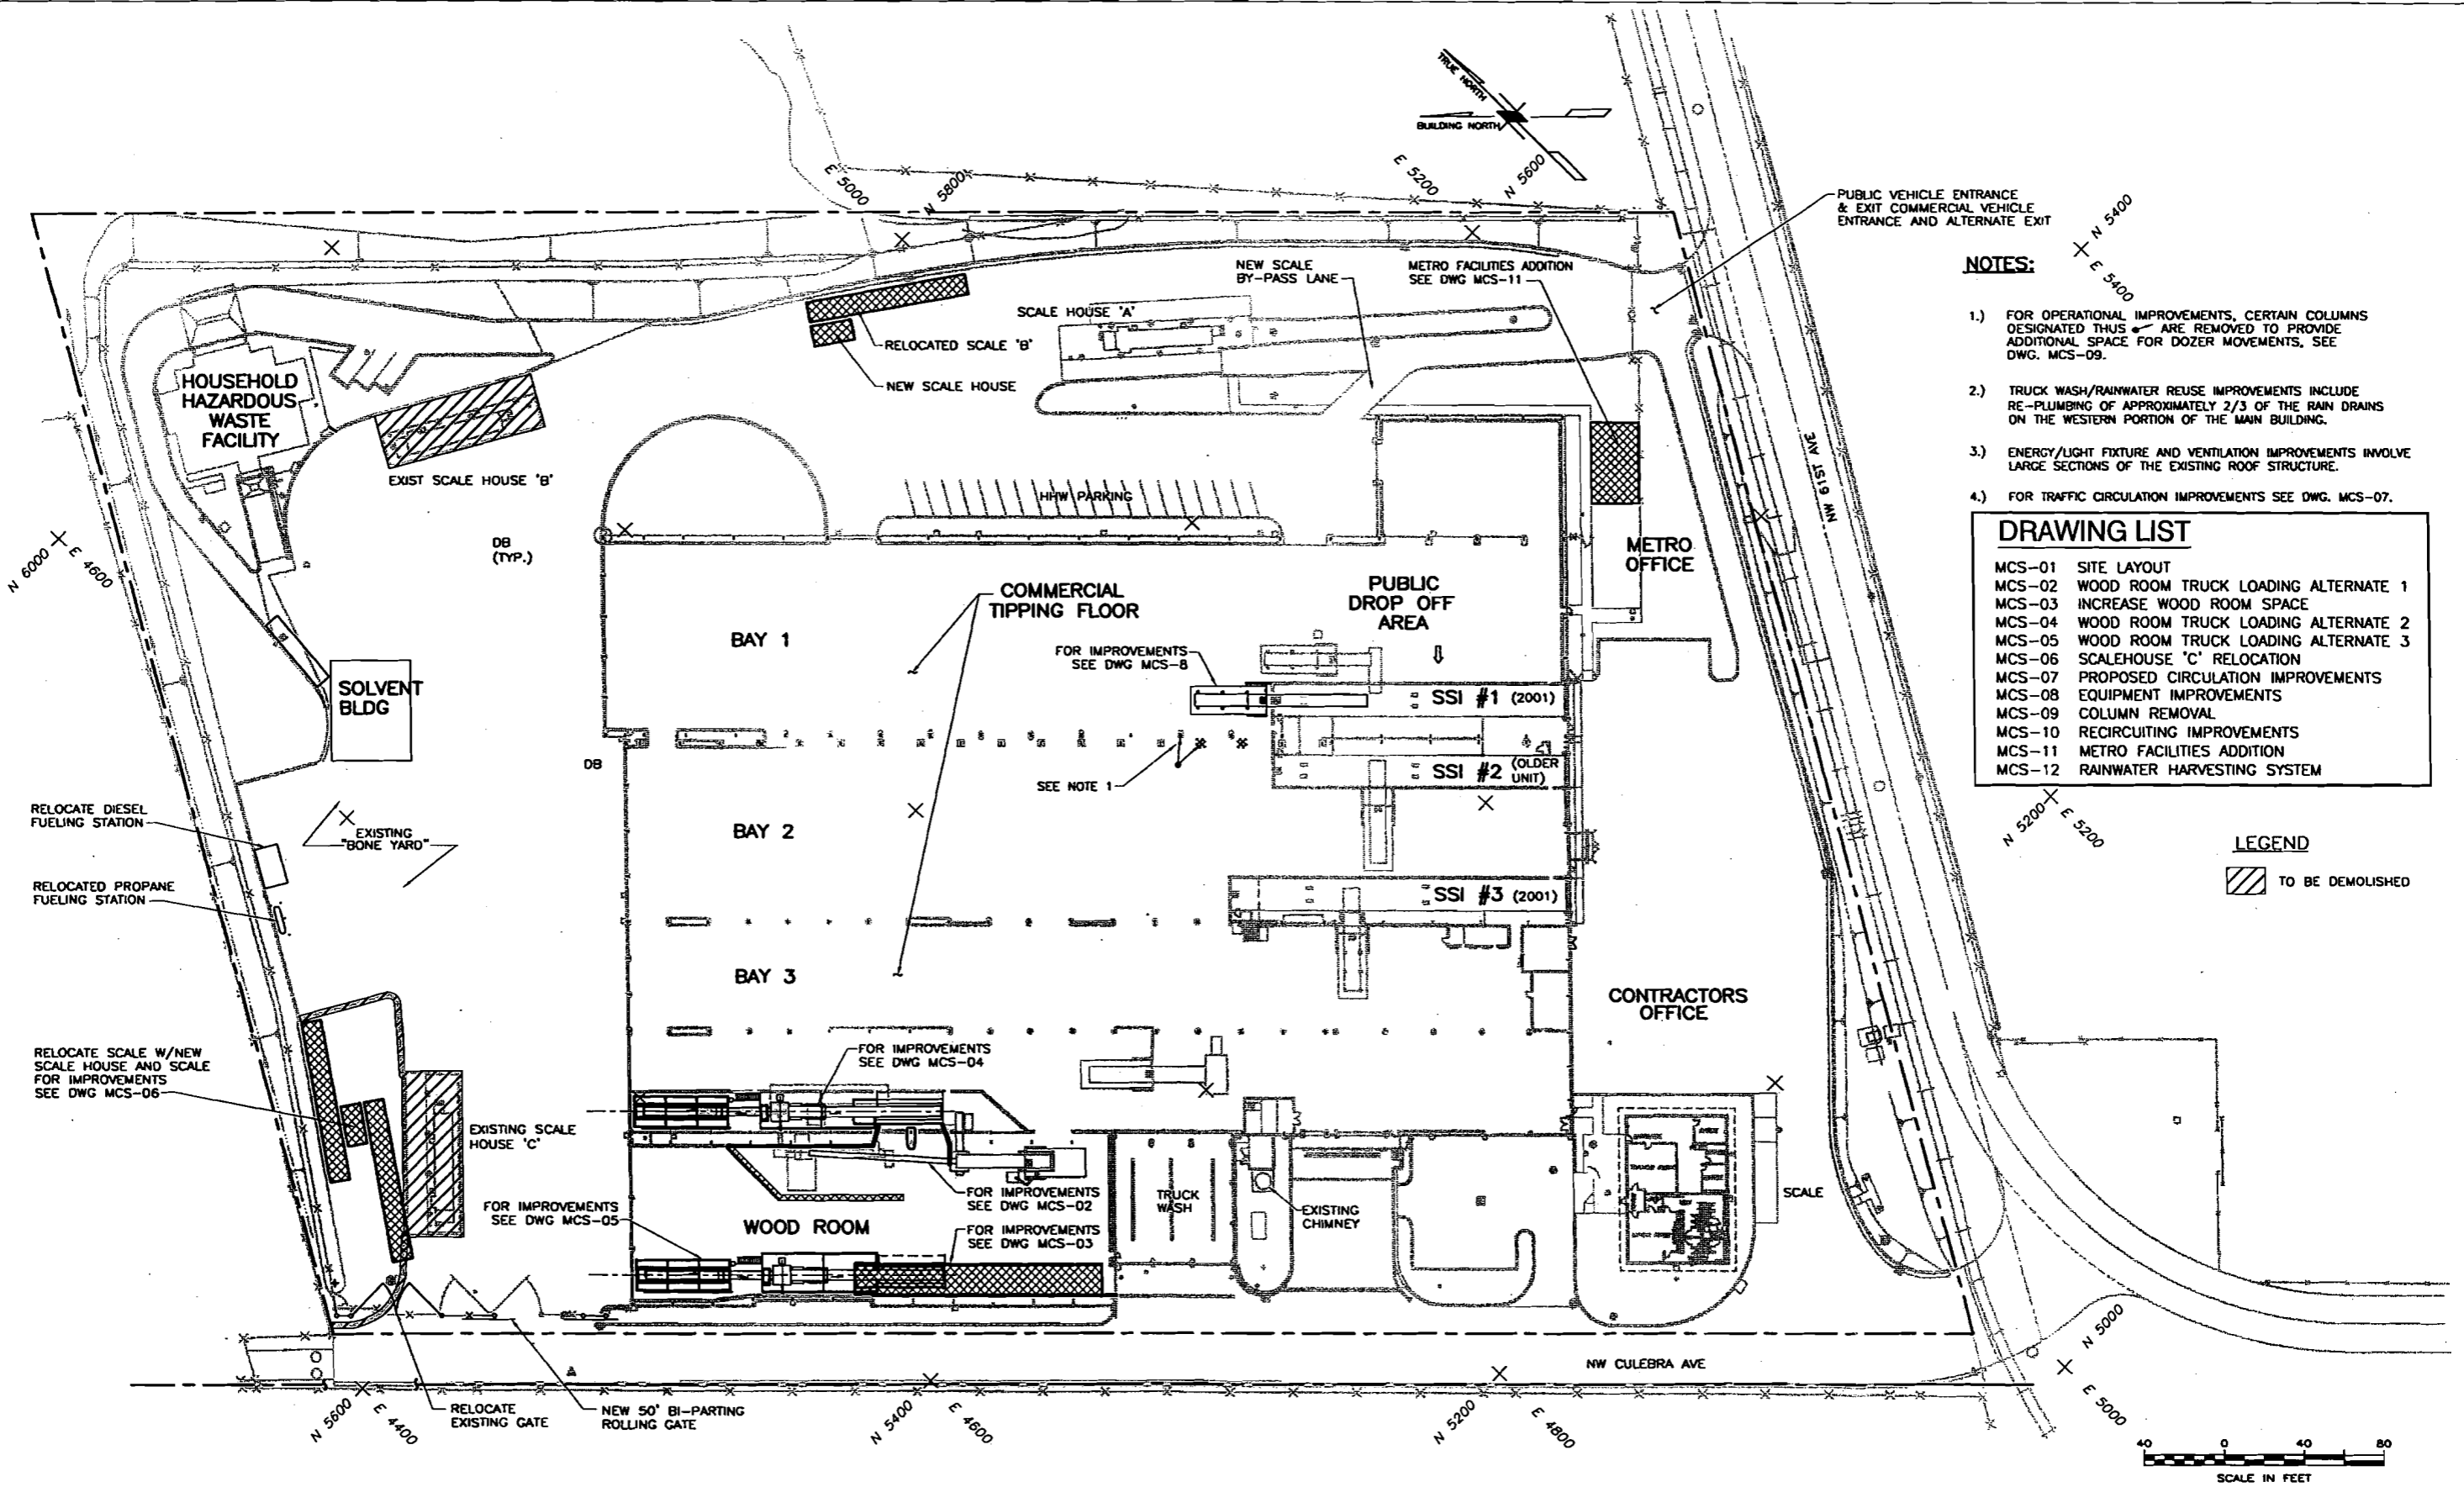 TRUE NORTH
BUILDING NORTH
E 5000
N 5800
E 5200
N 5600
PUBLIC VEHICLE ENTRANCE
& EXIT COMMERCIAL VEHICLE
ENTRANCE AND ALTERNATE EXIT
N 5400
E 5400
NEW SCALE
BY-PASS LANE
METRO FACILITIES ADDITION
SEE DWG MCS-11
SCALE HOUSE 'A'
RELOCATED SCALE 'B'
NEW SCALE HOUSE
HOUSEHOLD
HAZARDOUS
WASTE
FACILITY
EXIST SCALE HOUSE 'B'
HHW PARKING
NW 61ST AVE
NOTES:
1.) FOR OPERATIONAL IMPROVEMENTS, CERTAIN COLUMNS
DESIGNATED THUS ARE REMOVED TO PROVIDE
ADDITIONAL SPACE FOR DOZER MOVEMENTS, SEE
DWG. MCS-09.
2.) TRUCK WASH/RAINWATER REUSE IMPROVEMENTS INCLUDE
RE-PLUMBING OF APPROXIMATELY 2/3 OF THE RAIN DRAINS
ON THE WESTERN PORTION OF THE MAIN BUILDING.
3.) ENERGY/LIGHT FIXTURE AND VENTILATION IMPROVEMENTS INVOLVE
LARGE SECTIONS OF THE EXISTING ROOF STRUCTURE.
4.) FOR TRAFFIC CIRCULATION IMPROVEMENTS SEE DWG. MCS-07.
DRAWING LIST
MCS-01 SITE LAYOUT
MCS-02 WOOD ROOM TRUCK LOADING ALTERNATE 1
MCS-03 INCREASE WOOD ROOM SPACE
MCS-04 WOOD ROOM TRUCK LOADING ALTERNATE 2
MCS-05 WOOD ROOM TRUCK LOADING ALTERNATE 3
MCS-06 SCALEHOUSE 'C' RELOCATION
MCS-07 PROPOSED CIRCULATION IMPROVEMENTS
MCS-08 EQUIPMENT IMPROVEMENTS
MCS-09 COLUMN REMOVAL
MCS-10 RECIRCUITING IMPROVEMENTS
MCS-11 METRO FACILITIES ADDITION
MCS-12 RAINWATER HARVESTING SYSTEM
N 5200
E 5200
LEGEND
TO BE DEMOLISHED
N 6000
E 4600
DB
(TYP.)
METRO
OFFICE
COMMERCIAL
TIPPING FLOOR
PUBLIC
DROP OFF
AREA
BAY 1
FOR IMPROVEMENTS
SEE DWG MCS-8
SSI #1 (2001)
SOLVENT
BLDG
DB
SEE NOTE 1
SSI #2 (OLDER
UNIT)
RELOCATE DIESEL
FUELING STATION
EXISTING
"BONE YARD"
BAY 2
RELOCATED PROPANE
FUELING STATION
SSI #3 (2001)
BAY 3
CONTRACTORS
OFFICE
RELOCATE SCALE W/NEW
SCALE HOUSE AND SCALE
FOR IMPROVEMENTS
SEE DWG MCS-06
FOR IMPROVEMENTS
SEE DWG MCS-04
EXISTING SCALE
HOUSE 'C'
FOR IMPROVEMENTS
SEE DWG MCS-05
FOR IMPROVEMENTS
SEE DWG MCS-02
WOOD ROOM
FOR IMPROVEMENTS
SEE DWG MCS-03
TRUCK
WASH
EXISTING
CHIMNEY
SCALE
NW CULEBRA AVE
N 5000
E 5000
RELOCATE
EXISTING GATE
NEW 50' BI-PARTING
ROLLING GATE
N 5600
E 4400
N 5400
E 4600
N 5200
E 4800
40 0 40 80
SCALE IN FEET